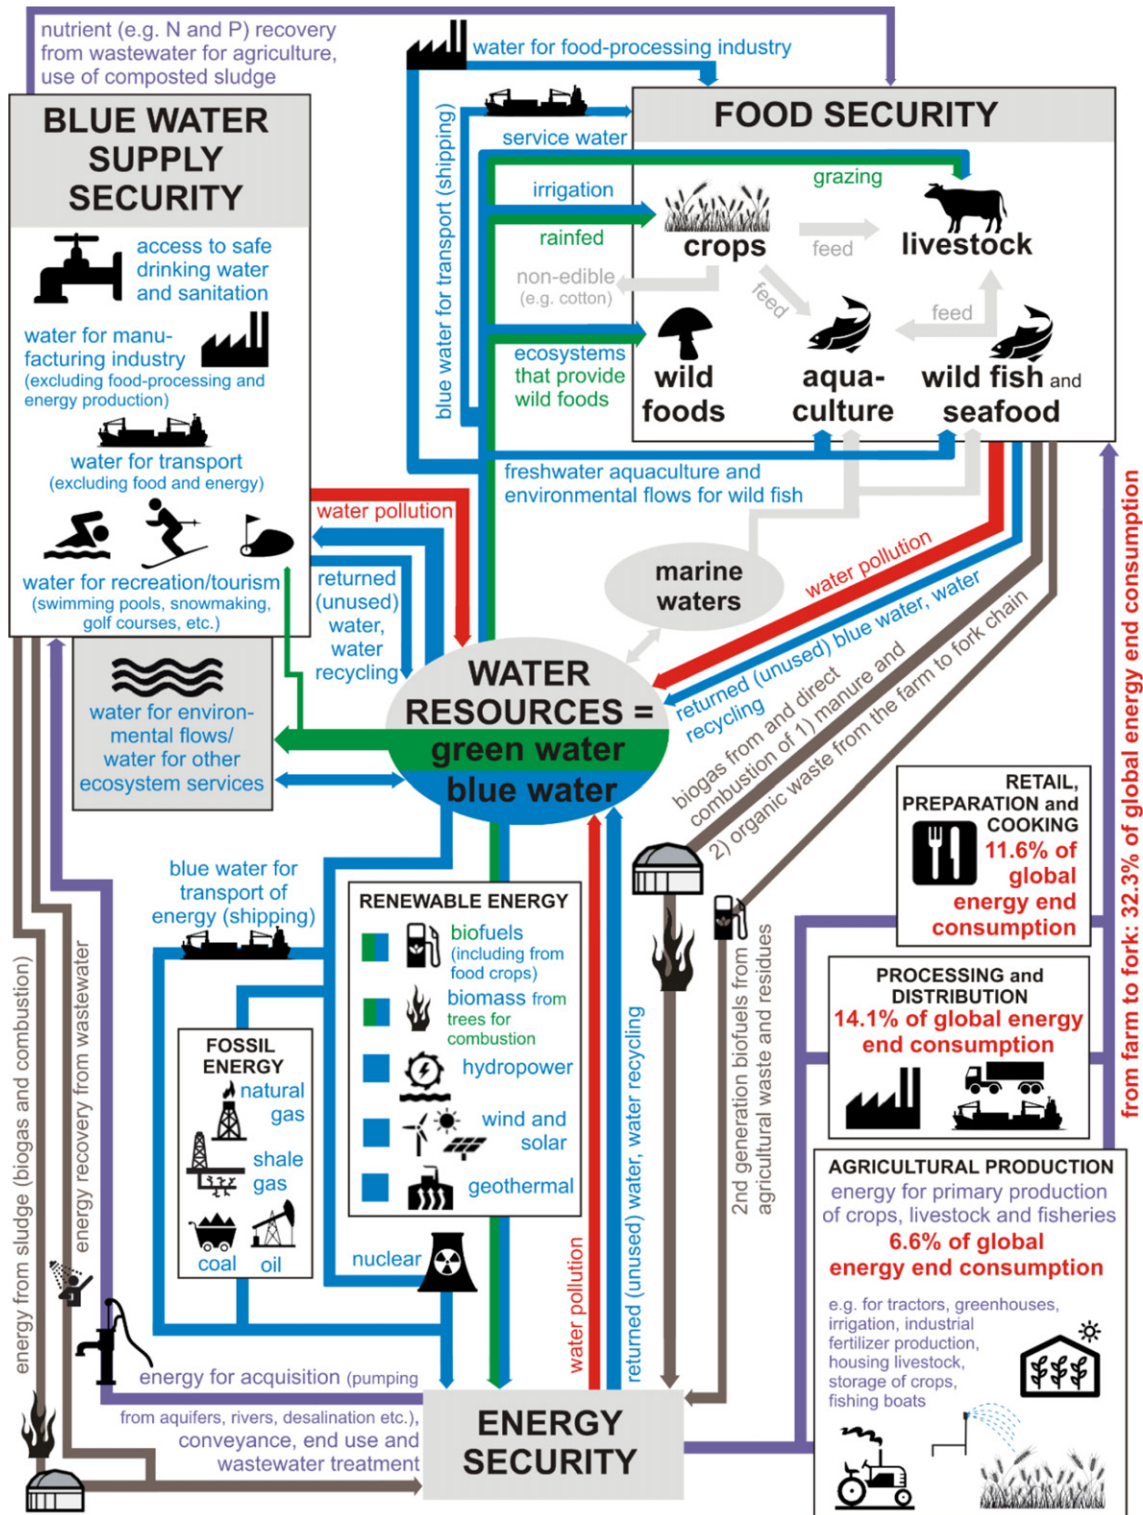 nutrient (e.g. N and P) recovery
from wastewater for agriculture,
use of composted sludge
water for food-processing industry
BLUE WATER
SUPPLY
SECURITY
access to safe
drinking water
and sanitation
water for manu-
facturing industry
(excluding food-processing and
energy production)
water for transport
(excluding food and energy)
water for recreation/tourism
(swimming pools, snowmaking,
golf courses, etc.)
water for environ-
mental flows/
water for other
ecosystem services
blue water for transport (shipping)
service water
FOOD SECURITY
irrigation
rainfed
grazing
crops
feed
livestock
non-edible
(e.g. cotton)
feed
feed
ecosystems
that provide
wild foods
wild
foods
aqua-
culture
wild fish and
seafood
freshwater aquaculture and
environmental flows for wild fish
water pollution
returned
(unused)
water,
water
recycling
marine
waters
water pollution
returned (unused) blue water, water
recycling
WATER
RESOURCES =
green water
blue water
biogas from and direct
combustion of 1) manure and
2) organic waste from the farm to fork chain
from farm to fork: 32.3% of global energy end consumption
RETAIL,
PREPARATION and
COOKING
11.6% of
global
energy end
consumption
PROCESSING and
DISTRIBUTION
14.1% of global energy
end consumption
AGRICULTURAL PRODUCTION
energy for primary production
of crops, livestock and fisheries
6.6% of global
energy end consumption
e.g. for tractors, greenhouses,
irrigation, industrial
fertilizer production,
housing livestock,
storage of crops,
fishing boats
blue water for
transport of
energy (shipping)
RENEWABLE ENERGY
biofuels
(including from
food crops)
biomass from
trees for
combustion
hydropower
wind and
solar
geothermal
FOSSIL
ENERGY
natural
gas
shale
gas
coal
oil
nuclear
energy from sludge (biogas and combustion)
energy recovery from wastewater
water pollution
returned (unused) water, water recycling
2nd generation biofuels from
agricultural waste and residues
energy for acquisition (pumping
from aquifers, rivers, desalination etc.),
conveyance, end use and
wastewater treatment
ENERGY
SECURITY